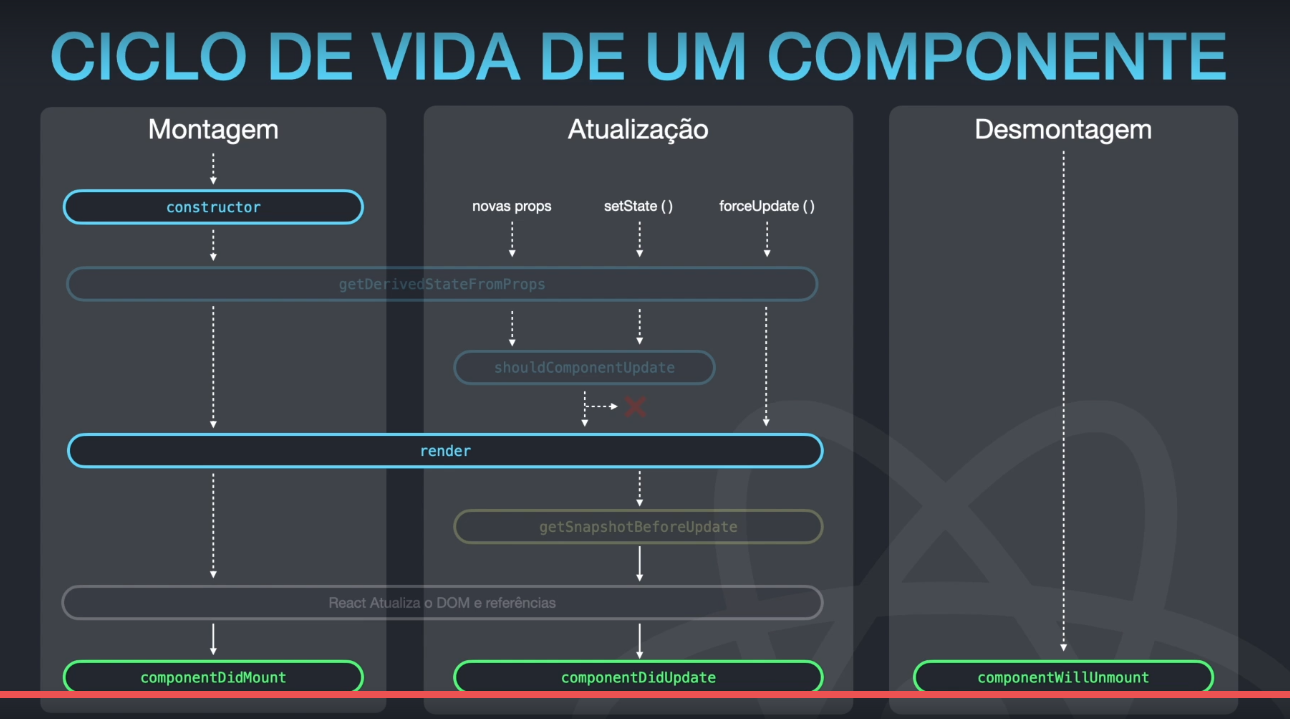 CICLO DE VIDA DE UM COMPONENTE
Montagem
Atualização
Desmontagem
constructor
novas props
setState ( )
forceUpdate ( )
getDerivedStateFromProps
shouldComponentUpdate
render
getSnapshotBeforeUpdate
React Atualiza o DOM e referências
componentDidMount
componentDidUpdate
componentWillUnmount